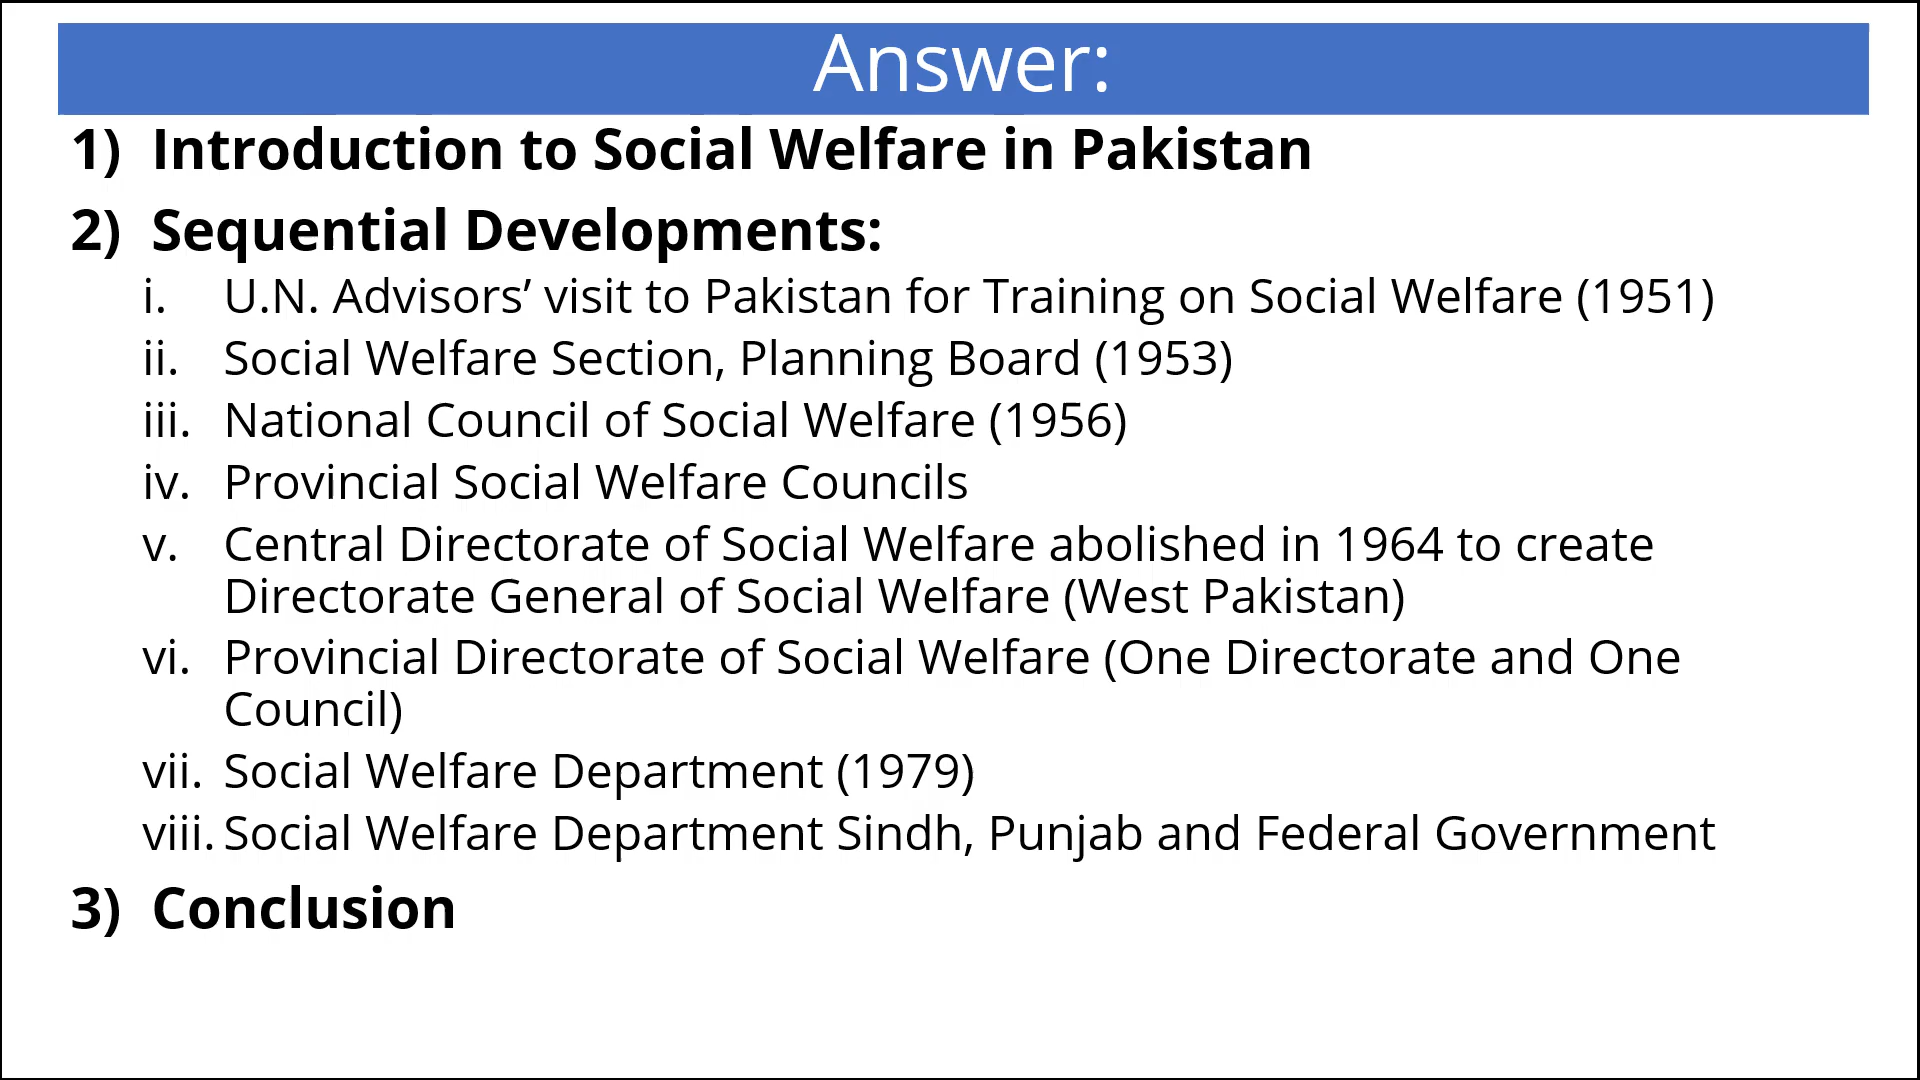 Answer:
1) Introduction to Social Welfare in Pakistan
2) Sequential Developments:
i. U.N. Advisors’ visit to Pakistan for Training on Social Welfare (1951)
ii. Social Welfare Section, Planning Board (1953)
iii. National Council of Social Welfare (1956)
iv. Provincial Social Welfare Councils
v. Central Directorate of Social Welfare abolished in 1964 to create
Directorate General of Social Welfare (West Pakistan)
vi. Provincial Directorate of Social Welfare (One Directorate and One
Council)
vii. Social Welfare Department (1979)
viii. Social Welfare Department Sindh, Punjab and Federal Government
3) Conclusion